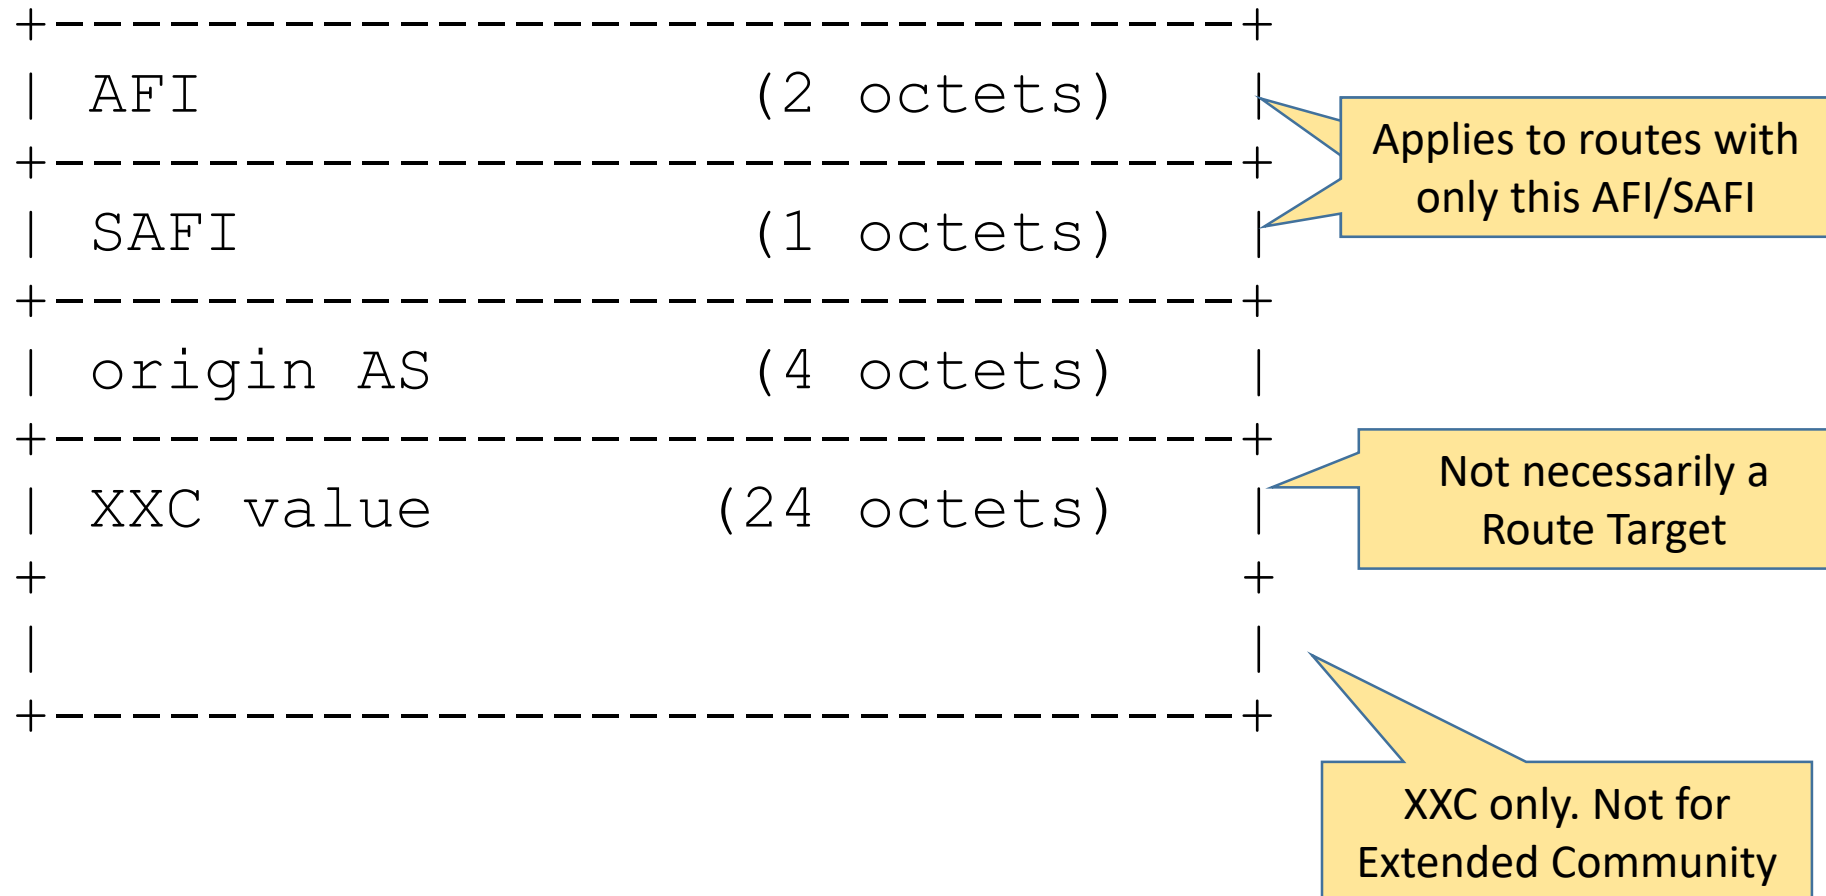 +-------------------------------+
| AFI (2 octets) |
+-------------------------------+
| SAFI (1 octets) |
+-------------------------------+
| origin AS (4 octets) |
+-------------------------------+
| XXC value (24 octets) |
+ +
| |
+-------------------------------+
Applies to routes with
only this AFI/SAFI
Not necessarily a
Route Target
XXC only. Not for
Extended Community